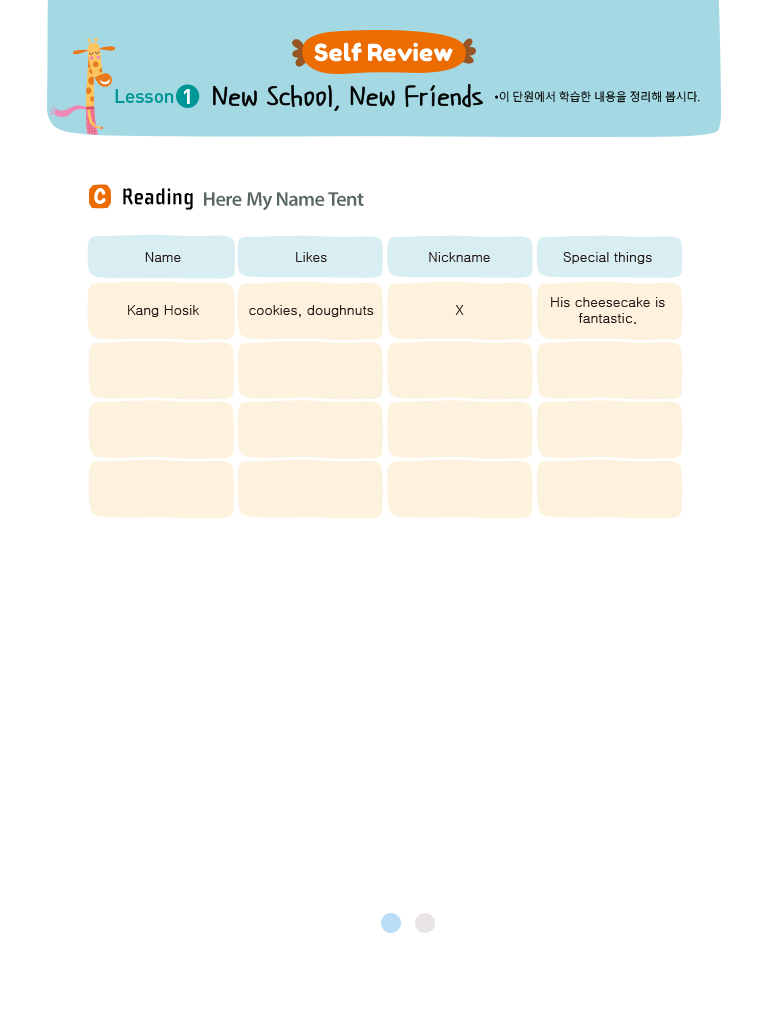 Self Review
Lesson 1 New School, New Friends •이 단원에서 학습한 내용을 정리해 봅시다.
C Reading Here My Name Tent
Name Likes Nickname Special things
Kang Hosik cookies, doughnuts X His cheesecake is
fantastic.